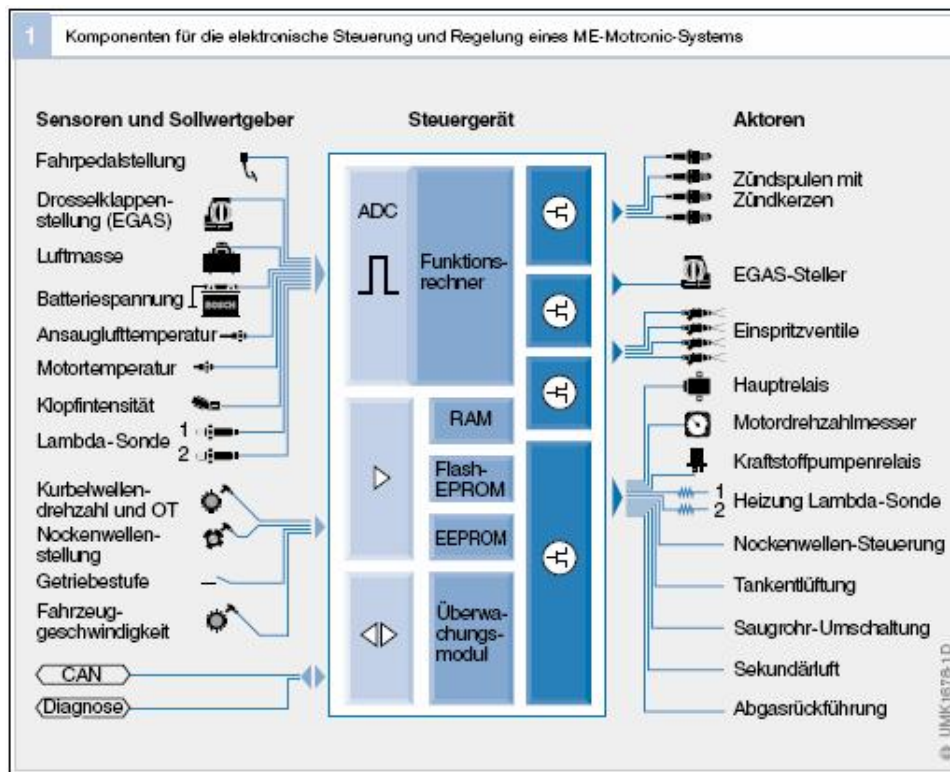 1 Komponenten für die elektronische Steuerung und Regelung eines ME-Motronic-Systems
Sensoren und Sollwertgeber
Fahrpedalstellung
Drosselklappen-
stellung (EGAS)
Luftmasse
Batteriespannung
BOSCH
Ansauglufttemperatur
Motortemperatur
Klopfintensität
Lambda-Sonde 1
2
Kurbelwellen-
drehzahl und OT
Nockenwellen-
stellung
Getriebestufe
Fahrzeug-
geschwindigkeit
CAN
Diagnose
Steuergerät
ADC
Funktions-
rechner
RAM
Flash-
EPROM
EEPROM
Überwa-
chungs-
modul
Aktoren
Zündspulen mit
Zündkerzen
EGAS-Steller
Einspritzventile
Hauptrelais
Motordrehzahlmesser
Kraftstoffpumpenrelais
1 Heizung Lambda-Sonde
2
Nockenwellen-Steuerung
Tankentlüftung
Saugrohr-Umschaltung
Sekundärluft
Abgasrückführung
UMK1678-1D